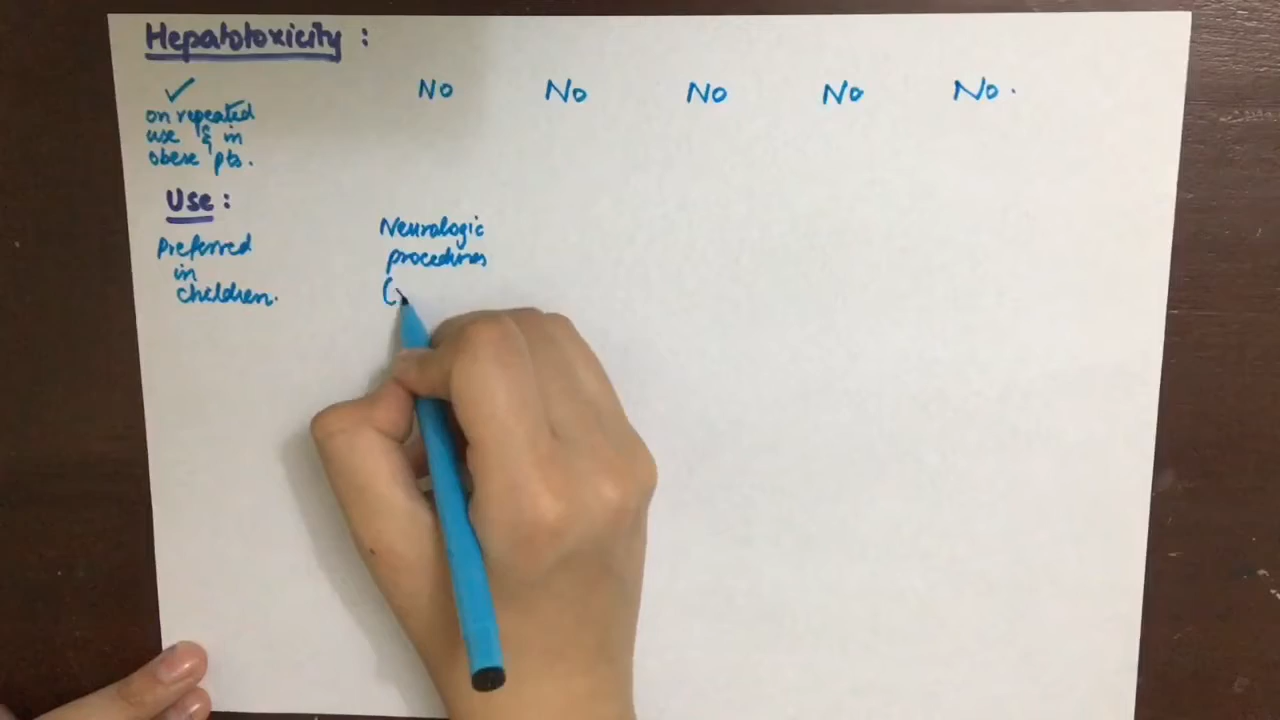 Hepatotoxicity :
✓ No No No No No.
on repeated
use & in
obese pts.
Use :
Preferred
in
children.
Neurologic
procedures
(